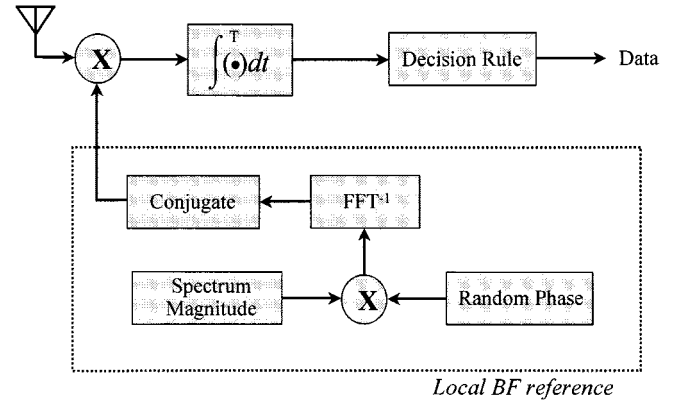 X
T
∫(•)dt
Decision Rule
Data
Conjugate
FFT⁻¹
Spectrum
Magnitude
X
Random Phase
Local BF reference